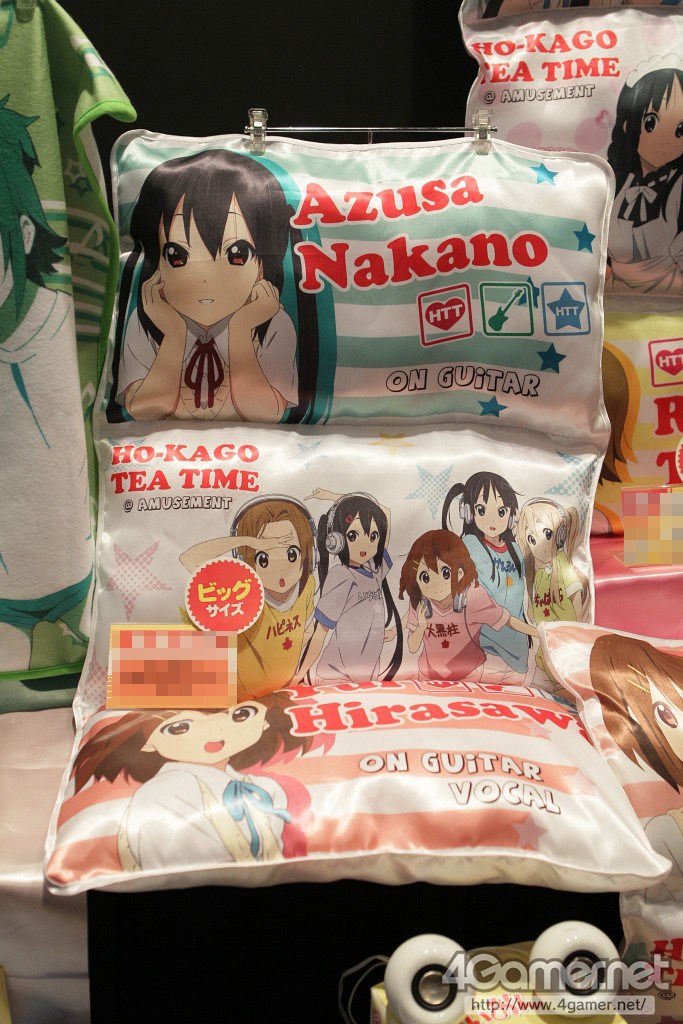 HO-KAGO
TEA TIME
@ AMUSEMENT
Azusa
Nakano
HTT
HTT
ON GUITAR
HTT
HO-KAGO
TEA TIME
@ AMUSEMENT
ビッグ
サイズ
ハピネス
大黒柱
Yui
Hirasawa
ON GUITAR
VOCAL
4Gamer.net
http://www.4gamer.net/